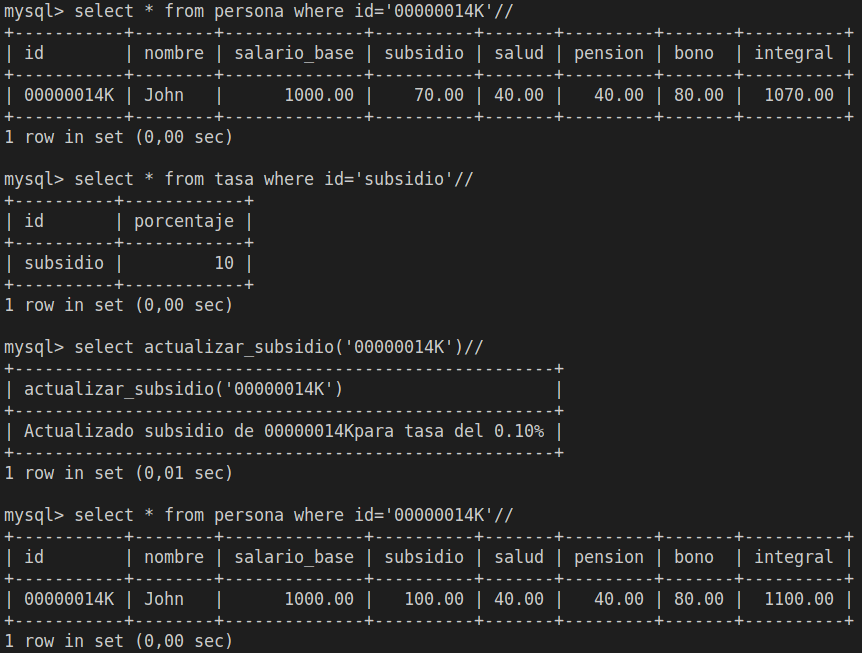 mysql> select * from persona where id='00000014K'//
+-----------+--------+--------------+----------+-------+---------+-------+----------+
| id        | nombre | salario_base | subsidio | salud | pension | bono  | integral |
+-----------+--------+--------------+----------+-------+---------+-------+----------+
| 00000014K | John   |      1000.00 |    70.00 | 40.00 |   40.00 | 80.00 |  1070.00 |
+-----------+--------+--------------+----------+-------+---------+-------+----------+
1 row in set (0,00 sec)

mysql> select * from tasa where id='subsidio'//
+----------+------------+
| id       | porcentaje |
+----------+------------+
| subsidio |         10 |
+----------+------------+
1 row in set (0,00 sec)

mysql> select actualizar_subsidio('00000014K')//
+------------------------------------------------------+
| actualizar_subsidio('00000014K')                     |
+------------------------------------------------------+
| Actualizado subsidio de 00000014Kpara tasa del 0.10% |
+------------------------------------------------------+
1 row in set (0,01 sec)

mysql> select * from persona where id='00000014K'//
+-----------+--------+--------------+----------+-------+---------+-------+----------+
| id        | nombre | salario_base | subsidio | salud | pension | bono  | integral |
+-----------+--------+--------------+----------+-------+---------+-------+----------+
| 00000014K | John   |      1000.00 |   100.00 | 40.00 |   40.00 | 80.00 |  1100.00 |
+-----------+--------+--------------+----------+-------+---------+-------+----------+
1 row in set (0,00 sec)